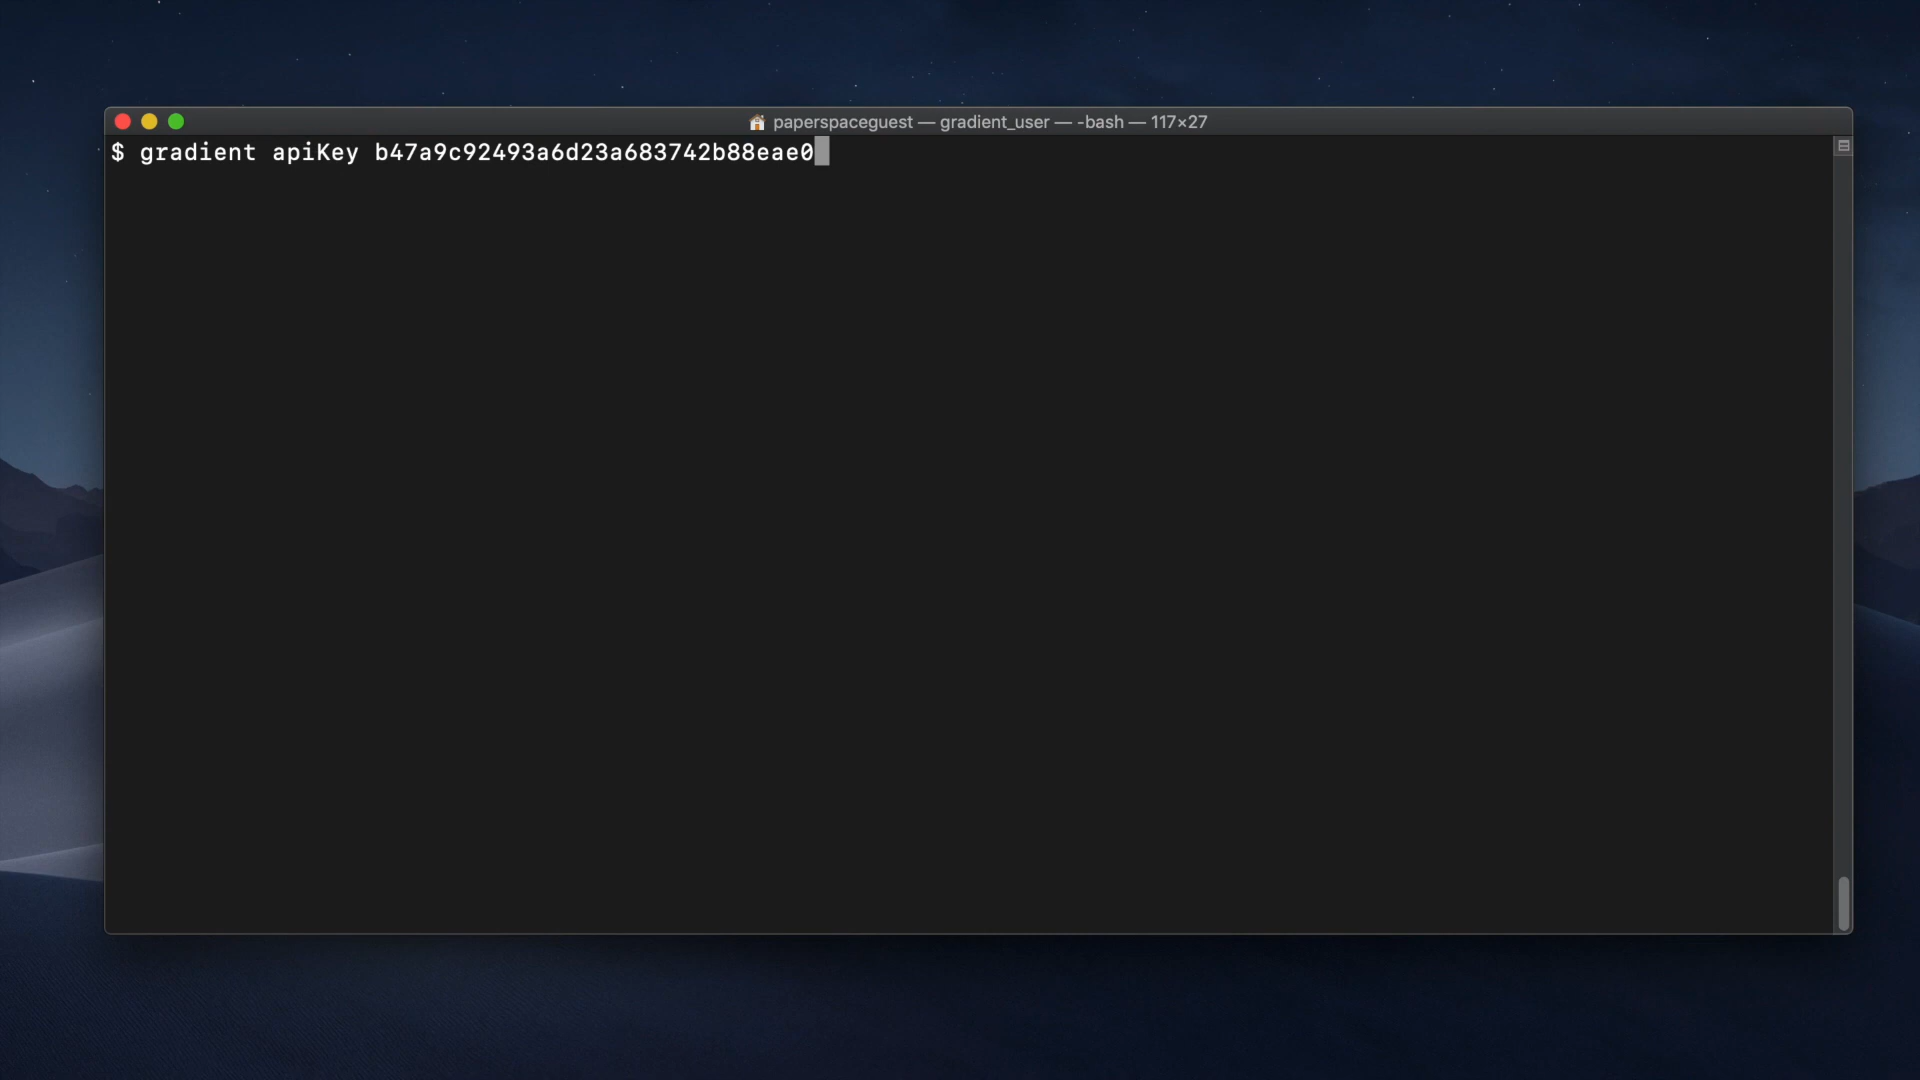 paperspaceguest — gradient_user — -bash — 117×27
$ gradient apiKey b47a9c92493a6d23a683742b88eae0